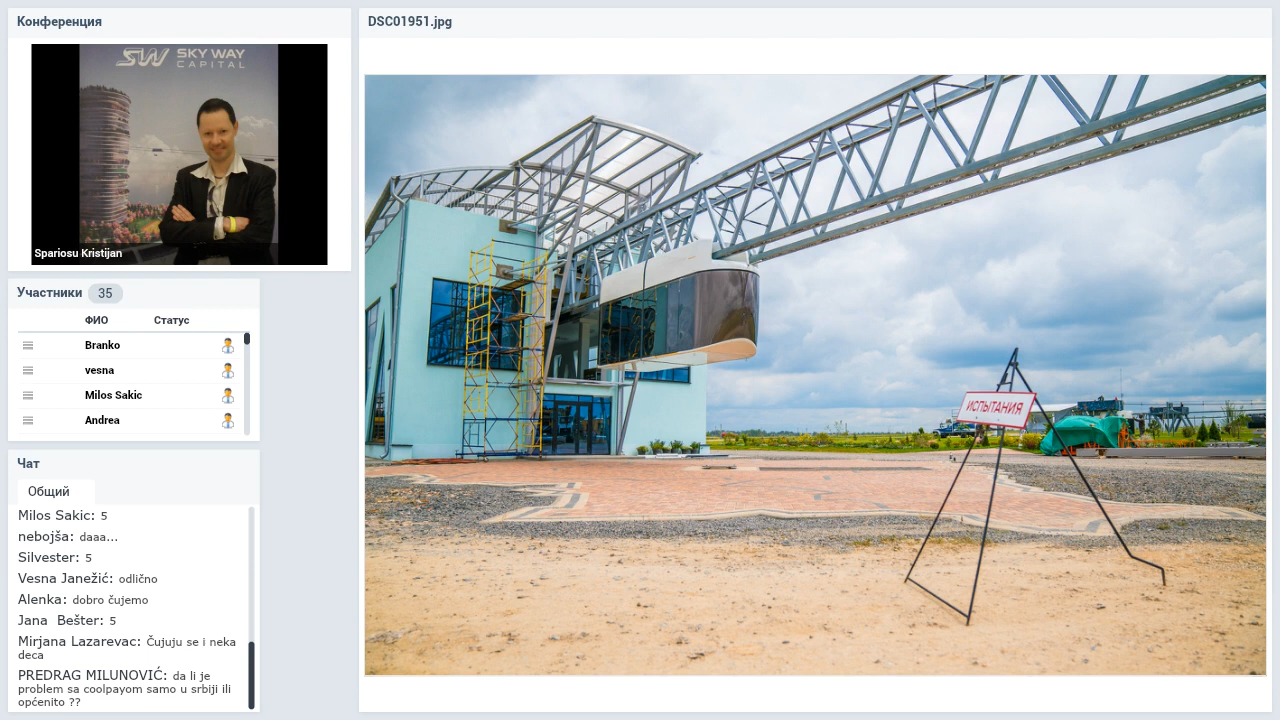 Конференция
SW SKY WAY
CAPITAL
Spariosu Kristijan
Участники 35
ФИО Статус
Branko
vesna
Milos Sakic
Andrea
Чат
Общий
Milos Sakic: 5
nebojša: daaa...
Silvester: 5
Vesna Janežić: odlično
Alenka: dobro čujemo
Jana Bešter: 5
Mirjana Lazarevac: Čujuju se i neka
deca
PREDRAG MILUNOVIĆ: da li je
problem sa coolpayom samo u srbiji ili
općenito ??
DSC01951.jpg
ИСПЫТАНИЯ